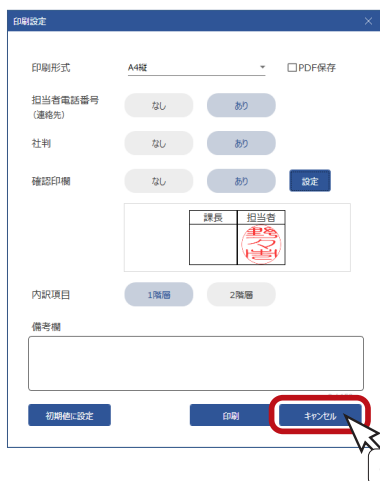 印刷設定
印刷形式 A4縦 PDF保存
担当者電話番号 なし あり
(連絡先)
社判 なし あり
確認印欄 なし あり 設定
課長 担当者
内訳項目 1階層 2階層
備考欄
初期値に設定 印刷 キャンセル